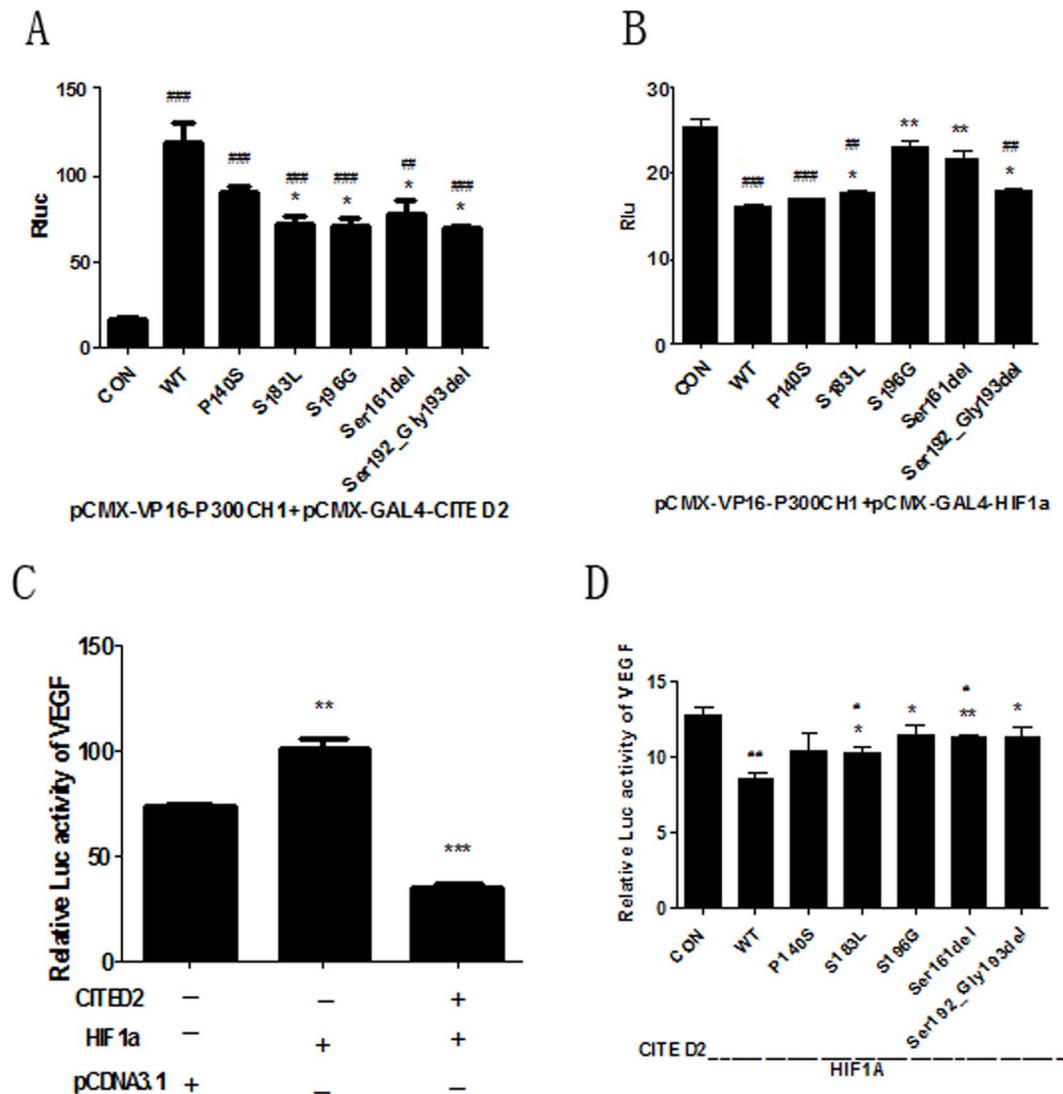 A
150
100
50
0
Rluc
###
###
###
*
###
*
##
*
###
*
CON
WT
P140S
S183L
S196G
Ser161del
Ser192_Gly193del
pCMX-VP16-P300CH1+pCMX-GAL4-CITED2
B
30
20
10
0
Rlu
###
###
##
*
**
**
##
*
CON
WT
P140S
S183L
S196G
Ser161del
Ser192_Gly193del
pCMX-VP16-P300CH1+pCMX-GAL4-HIF1a
C
150
100
50
0
Relative Luc activity of VEGF
**
***
CITED2 – – +
HIF1a – + +
pCDNA3.1 + – –
D
15
10
5
0
Relative Luc activity of VEGF
*
*
*
**
*
CON
WT
P140S
S183L
S196G
Ser161del
Ser192_Gly193del
CITED2
HIF1A